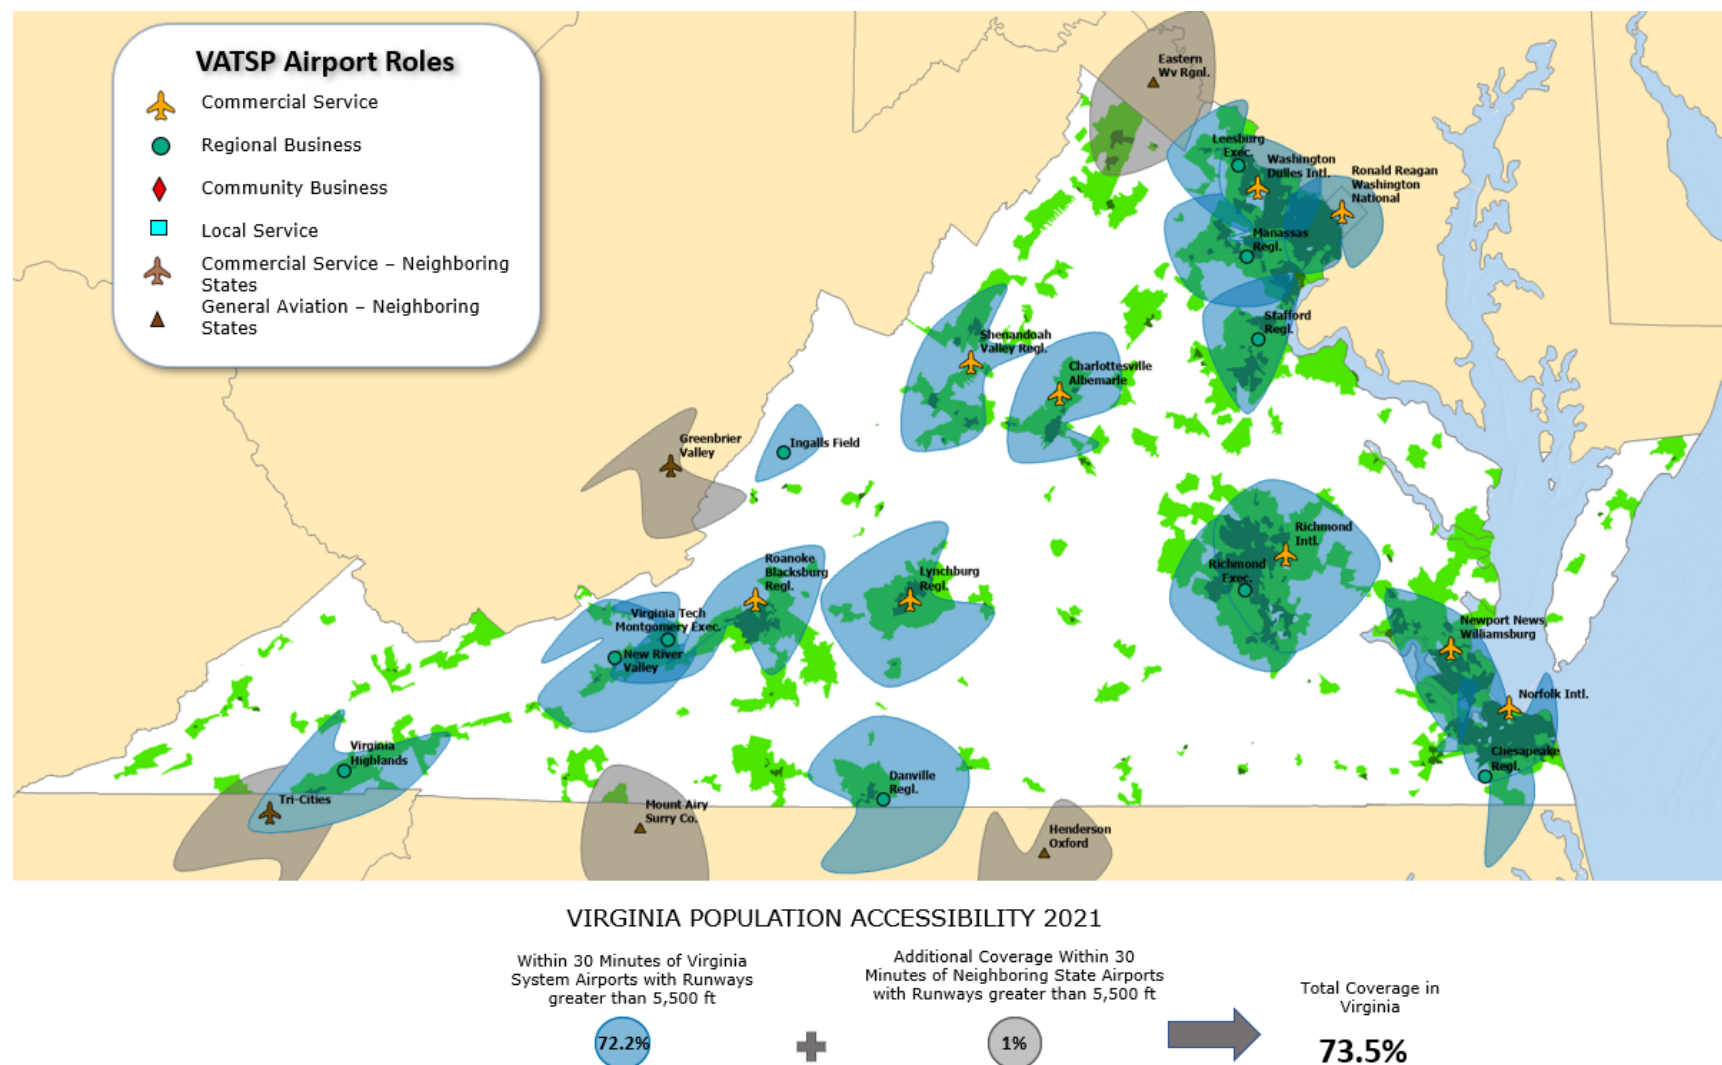 VATSP Airport Roles
Commercial Service
Regional Business
Community Business
Local Service
Commercial Service – Neighboring
States
General Aviation – Neighboring
States
Eastern
Wv Rgnl.
Leesburg
Exec.
Washington
Dulles Intl.
Ronald Reagan
Washington
National
Manassas
Regl.
Stafford
Regl.
Shenandoah
Valley Regl.
Charlottesville
Albemarle
Greenbrier
Valley
Ingalls Field
Richmond
Intl.
Richmond
Exec.
Roanoke
Blacksburg
Regl.
Lynchburg
Regl.
Virginia Tech
Montgomery Exec.
New River
Valley
Newport News
Williamsburg
Norfolk Intl.
Chesapeake
Regl.
Virginia
Highlands
Tri-Cities
Mount Airy
Surry Co.
Danville
Regl.
Henderson
Oxford
VIRGINIA POPULATION ACCESSIBILITY 2021
Within 30 Minutes of Virginia
System Airports with Runways
greater than 5,500 ft
72.2%
Additional Coverage Within 30
Minutes of Neighboring State Airports
with Runways greater than 5,500 ft
1%
Total Coverage in
Virginia
73.5%